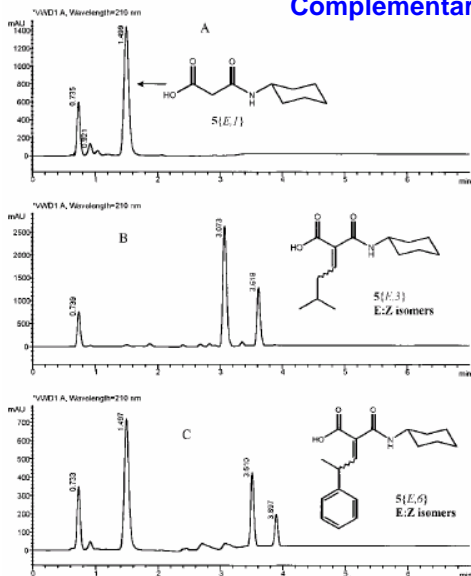 Complementar
*VWD1 A, Wavelength=210 nm
mAU
1400
1200
1000
800
600
400
200
0
0.735
0.921
1.499
A
O
O
HO
N
H
5{E,1}
0
1
2
3
4
5
6
min
*VWD1 A, Wavelength=210 nm
mAU
2500
2000
1500
1000
500
0
0.739
3.073
3.618
B
O
O
HO
N
H
5{E,3}
E:Z isomers
0
1
2
3
4
5
6
min
*VWD1 A, Wavelength=210 nm
mAU
700
600
500
400
300
200
100
0
0.733
1.497
3.510
3.897
C
O
O
HO
N
H
5{E,6}
E:Z isomers
0
1
2
3
4
5
6
min